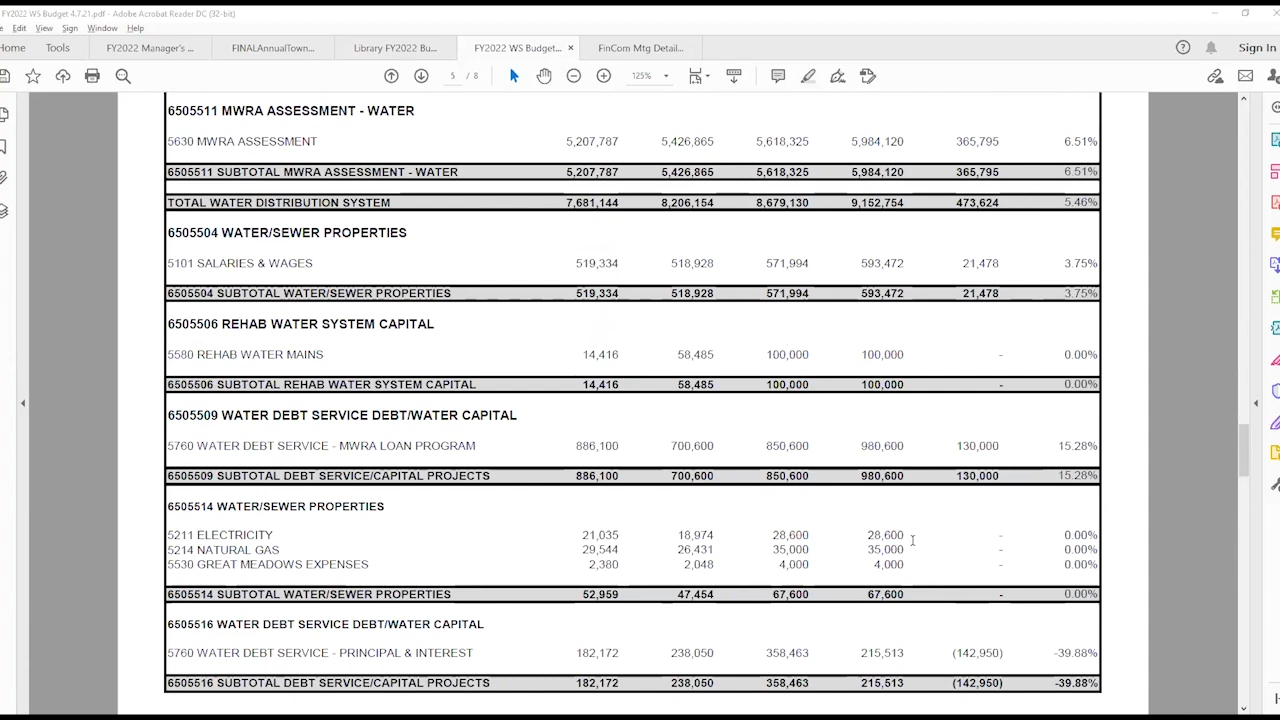 FY2022 WS Budget 4.7.21.pdf - Adobe Acrobat Reader DC (32-bit)
Edit View Sign Window Help
Home Tools FY2022 Manager's ... FINALAnnualTown... Library FY2022 Bu... FY2022 WS Budget... × FinCom Mtg Detail... Sign In
5 / 8 125%
6505511 MWRA ASSESSMENT - WATER
5630 MWRA ASSESSMENT 5,207,787 5,426,865 5,618,325 5,984,120 365,795 6.51%
6505511 SUBTOTAL MWRA ASSESSMENT - WATER 5,207,787 5,426,865 5,618,325 5,984,120 365,795 6.51%
TOTAL WATER DISTRIBUTION SYSTEM 7,681,144 8,206,154 8,679,130 9,152,754 473,624 5.46%
6505504 WATER/SEWER PROPERTIES
5101 SALARIES & WAGES 519,334 518,928 571,994 593,472 21,478 3.75%
6505504 SUBTOTAL WATER/SEWER PROPERTIES 519,334 518,928 571,994 593,472 21,478 3.75%
6505506 REHAB WATER SYSTEM CAPITAL
5580 REHAB WATER MAINS 14,416 58,485 100,000 100,000 - 0.00%
6505506 SUBTOTAL REHAB WATER SYSTEM CAPITAL 14,416 58,485 100,000 100,000 - 0.00%
6505509 WATER DEBT SERVICE DEBT/WATER CAPITAL
5760 WATER DEBT SERVICE - MWRA LOAN PROGRAM 886,100 700,600 850,600 980,600 130,000 15.28%
6505509 SUBTOTAL DEBT SERVICE/CAPITAL PROJECTS 886,100 700,600 850,600 980,600 130,000 15.28%
6505514 WATER/SEWER PROPERTIES
5211 ELECTRICITY 21,035 18,974 28,600 28,600 - 0.00%
5214 NATURAL GAS 29,544 26,431 35,000 35,000 - 0.00%
5530 GREAT MEADOWS EXPENSES 2,380 2,048 4,000 4,000 - 0.00%
6505514 SUBTOTAL WATER/SEWER PROPERTIES 52,959 47,454 67,600 67,600 - 0.00%
6505516 WATER DEBT SERVICE DEBT/WATER CAPITAL
5760 WATER DEBT SERVICE - PRINCIPAL & INTEREST 182,172 238,050 358,463 215,513 (142,950) -39.88%
6505516 SUBTOTAL DEBT SERVICE/CAPITAL PROJECTS 182,172 238,050 358,463 215,513 (142,950) -39.88%